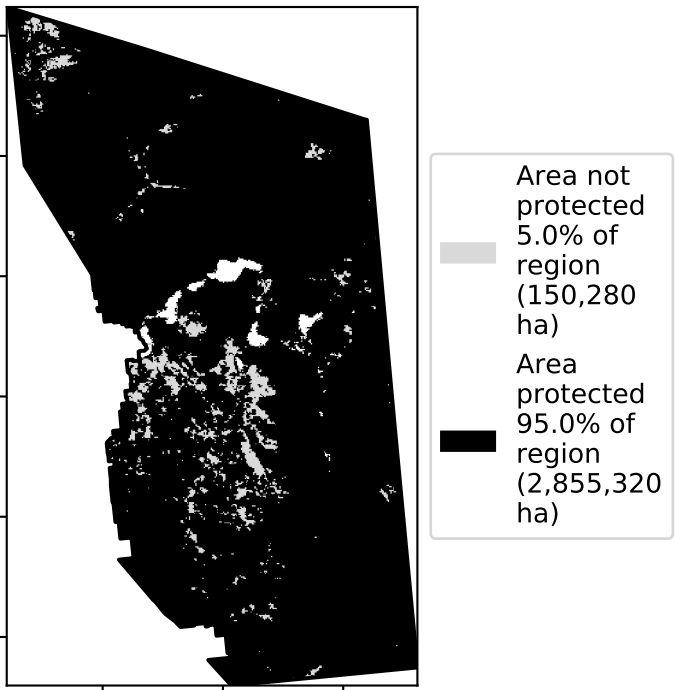 Area not
protected
5.0% of
region
(150,280
ha)
Area
protected
95.0% of
region
(2,855,320
ha)